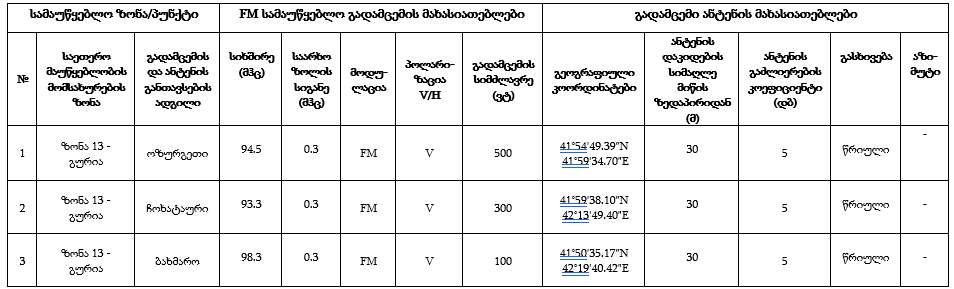 სამაუწყებლო ზონა/პუნქტი
FM სამაუწყებლო გადამცემის მახასიათებლები
გადამცემი ანტენის მახასიათებლები
№
საეთერო
მაუწყებლობის
მომსახურების
ზონა
გადამცემის
და ანტენის
განთავსების
ადგილი
სიხშირე
(მჰც)
საარხო
ზოლის
სიგანე
(მჰც)
მოდუ-
ლაცია
პოლარი-
ზაცია
V/H
გადამცემის
სიმძლავრე
(ვტ)
გეოგრაფიული
კოორდინატები
ანტენის
დაკიდების
სიმაღლე
მიწის
ზედაპირიდან
(მ)
ანტენის
გაძლიერების
კოეფიციენტი
(დბ)
გასხივება
აზი-
მუტი
1
ზონა 13 -
გურია
ოზურგეთი
94.5
0.3
FM
V
500
41°54'49.39"N
41°59'34.70"E
30
5
წრიული
-
2
ზონა 13 -
გურია
ჩოხატაური
93.3
0.3
FM
V
300
41°59'38.10"N
42°13'49.40"E
30
5
წრიული
-
3
ზონა 13 -
გურია
ბახმარო
98.3
0.3
FM
V
100
41°50'35.17"N
42°19'40.42"E
30
5
წრიული
-